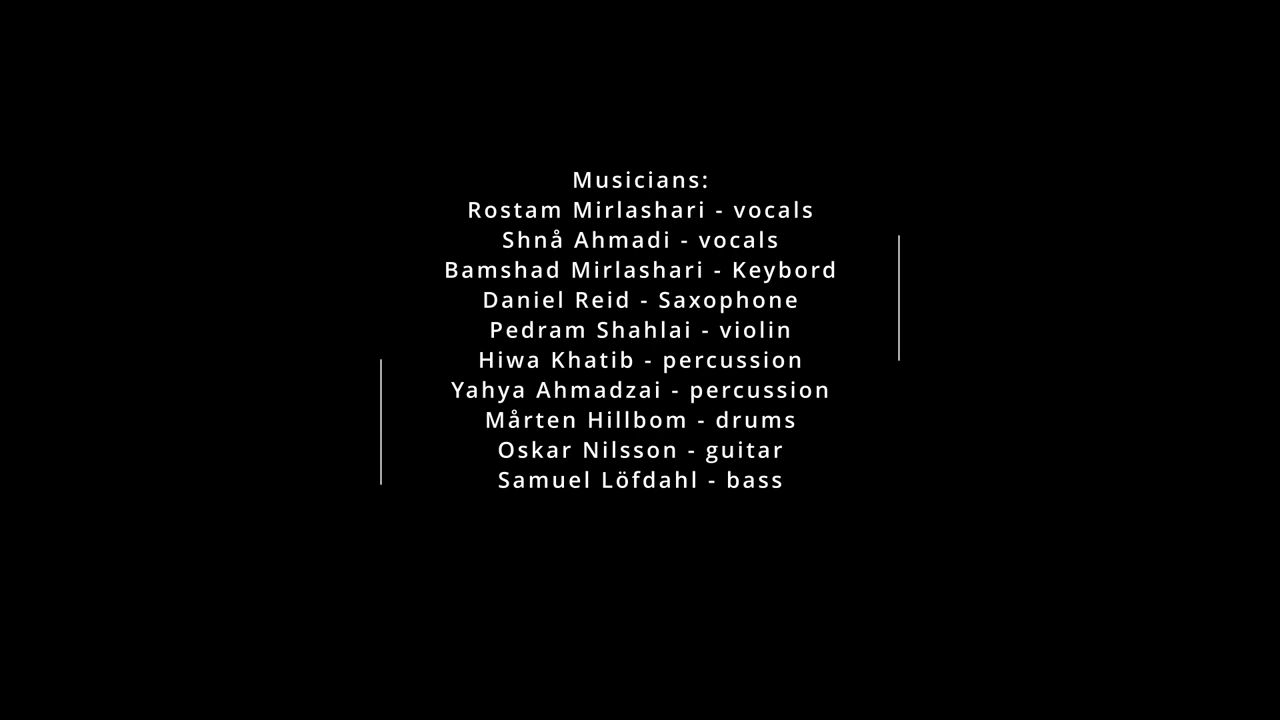 Musicians:
Rostam Mirlashari - vocals
Shnå Ahmadi - vocals
Bamshad Mirlashari - Keybord
Daniel Reid - Saxophone
Pedram Shahlai - violin
Hiwa Khatib - percussion
Yahya Ahmadzai - percussion
Mårten Hillbom - drums
Oskar Nilsson - guitar
Samuel Löfdahl - bass